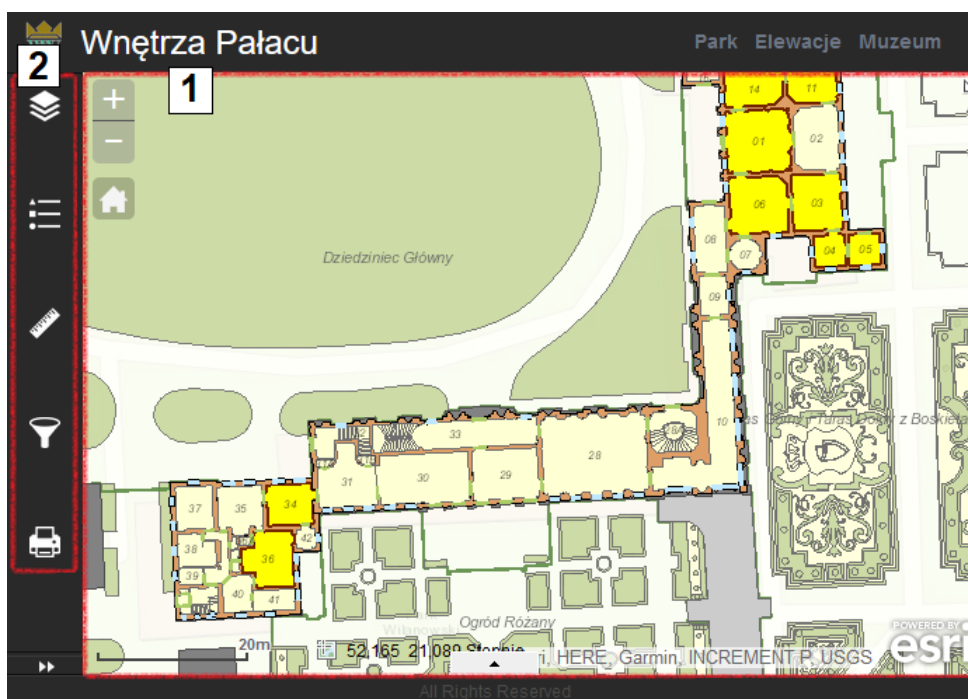 Wnętrza Pałacu
Park Elewacje Muzeum
2
1
+
−
14 11
01 02
06 03
04 05
08
07
09
10
Dziedziniec Główny
33
28
31 30 29
37 35 34
42
38 36
39
40 41
Ogród Różany
20m
52,165 21,089 Stopnie
HERE, Garmin, INCREMENT P, USGS
POWERED BY
esri
All Rights Reserved